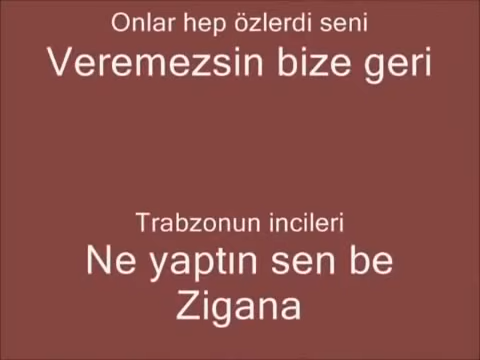 Onlar hep özlerdi seni
Veremezsin bize geri
Trabzonun incileri
Ne yaptın sen be
Zigana